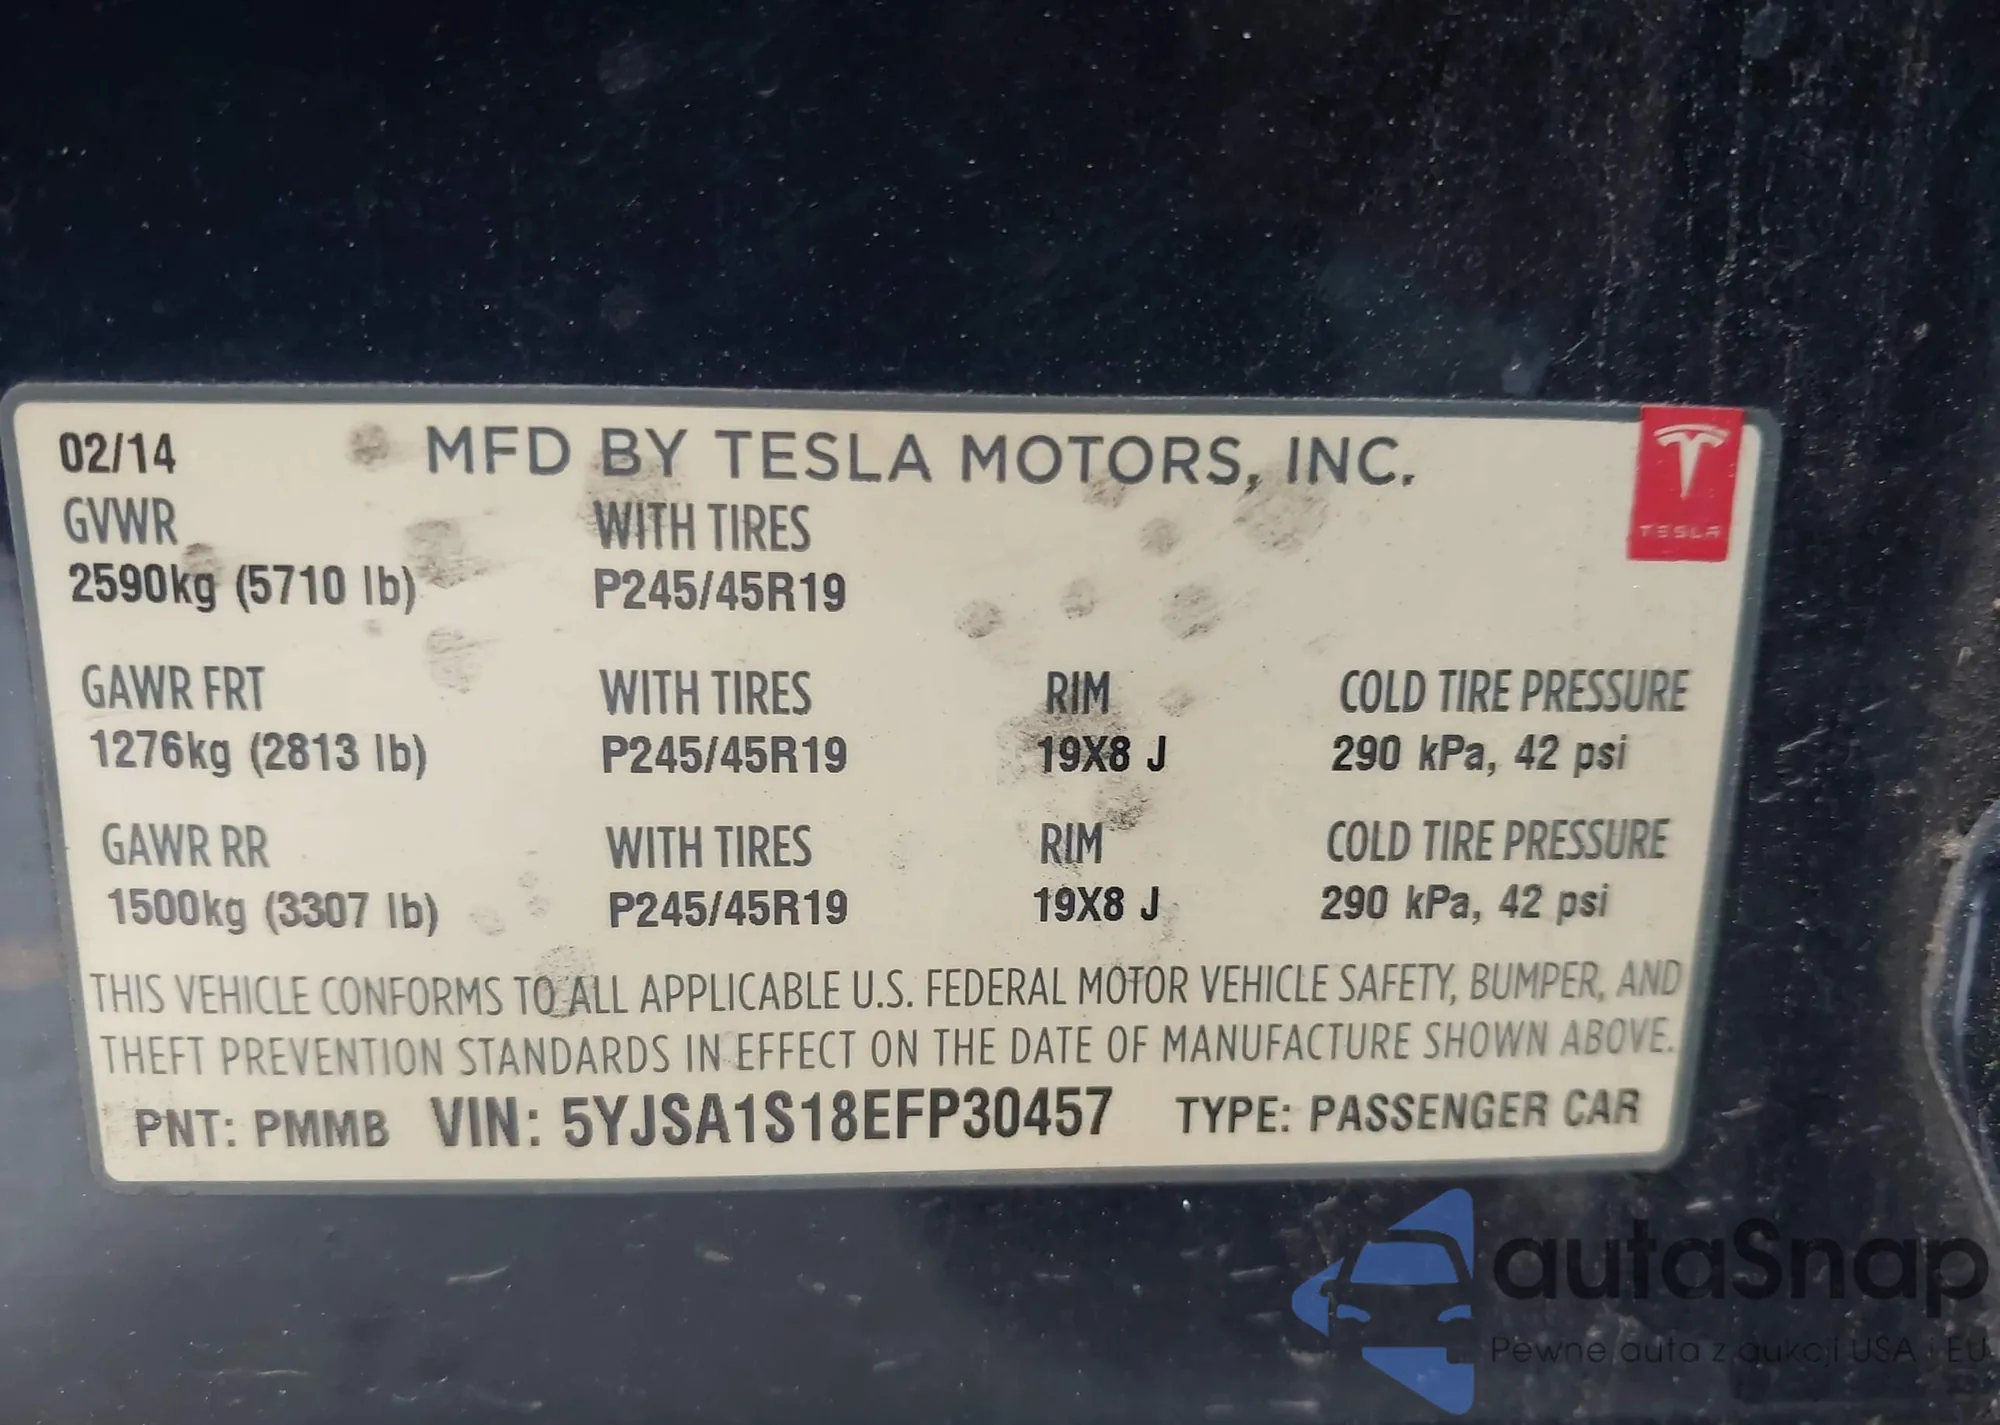 02/14 MFD BY TESLA MOTORS, INC.
TESLA
GVWR WITH TIRES
2590kg (5710 lb) P245/45R19
GAWR FRT WITH TIRES RIM COLD TIRE PRESSURE
1276kg (2813 lb) P245/45R19 19X8 J 290 kPa, 42 psi
GAWR RR WITH TIRES RIM COLD TIRE PRESSURE
1500kg (3307 lb) P245/45R19 19X8 J 290 kPa, 42 psi
THIS VEHICLE CONFORMS TO ALL APPLICABLE U.S. FEDERAL MOTOR VEHICLE SAFETY, BUMPER, AND
THEFT PREVENTION STANDARDS IN EFFECT ON THE DATE OF MANUFACTURE SHOWN ABOVE.
PNT: PMMB VIN: 5YJSA1S18EFP30457 TYPE: PASSENGER CAR
autaSnap
Pewne auta z aukcji USA i EU